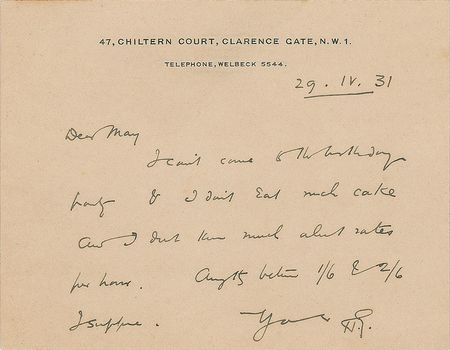 47, CHILTERN COURT, CLARENCE GATE, N.W.1.
TELEPHONE, WELBECK 5544.
29. IV. 31
Dear May
I can't come to the birthday
party & I don't eat much cake
And I don't know much about rates
per hour. Anything between 1/6 & 2/6
I suppose.
Yours H.G.